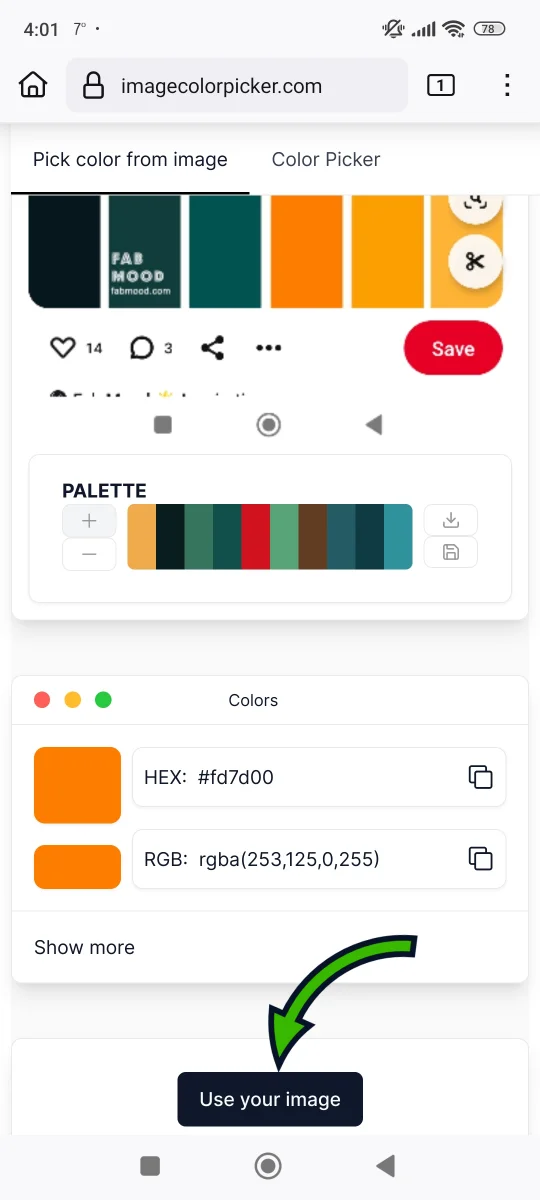 4:01 7° 78
imagecolorpicker.com 1
Pick color from image Color Picker
FAB
MOOD
fabmood.com
14 3 Save
PALETTE
Colors
HEX: #fd7d00
RGB: rgba(253,125,0,255)
Show more
Use your image